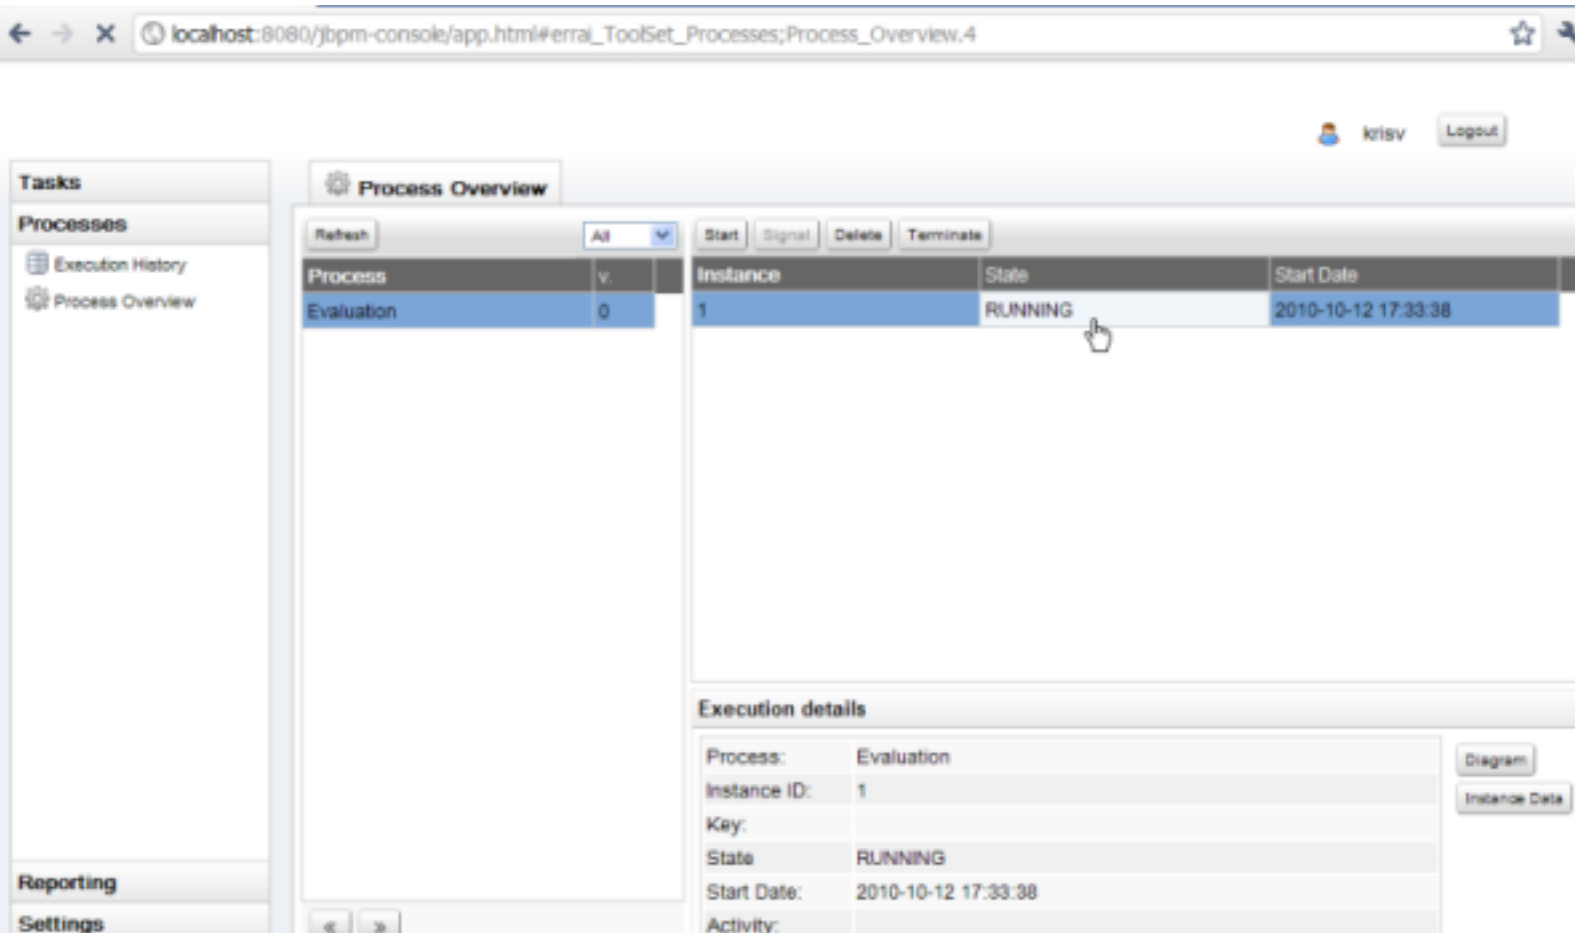 localhost:8080/jbpm-console/app.html#errai_ToolSet_Processes;Process_Overview.4
krisv Logout
Tasks
Processes
Execution History
Process Overview
Reporting
Settings
Process Overview
Refresh All
Process v.
Evaluation 0
« »
Start Signal Delete Terminate
Instance State Start Date
1 RUNNING 2010-10-12 17:33:38
Execution details
Process: Evaluation
Instance ID: 1
Key:
State RUNNING
Start Date: 2010-10-12 17:33:38
Activity:
Diagram
Instance Data